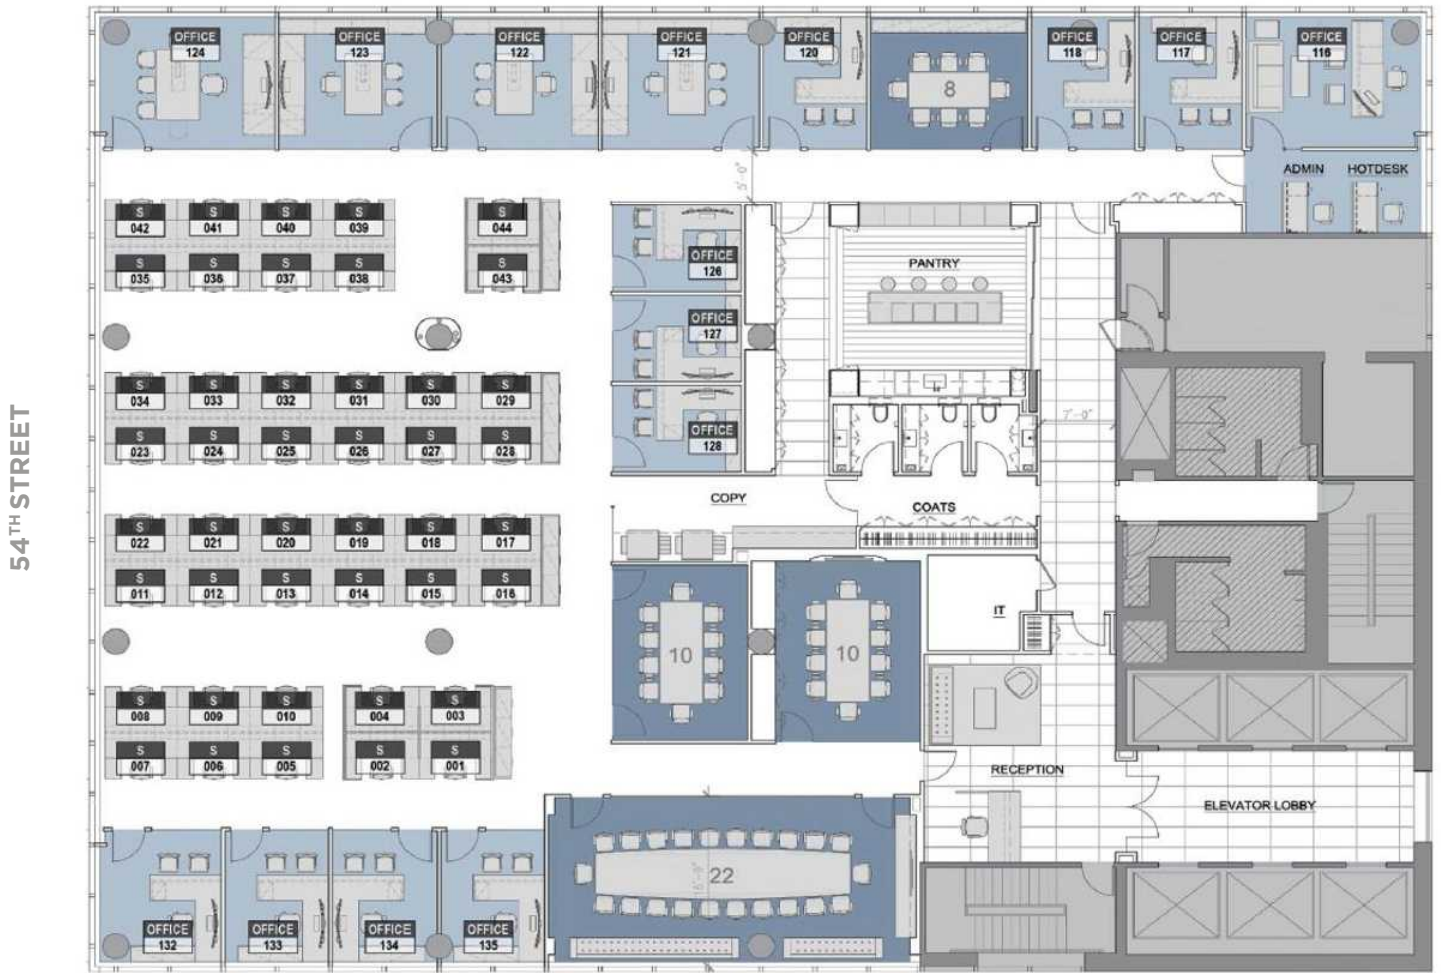 OFFICE
124
OFFICE
123
OFFICE
122
OFFICE
121
OFFICE
120
8
OFFICE
118
OFFICE
117
OFFICE
116
5'-0"
ADMIN
HOTDESK
S
042
S
041
S
040
S
039
S
044
S
035
S
036
S
037
S
038
S
043
OFFICE
126
PANTRY
OFFICE
127
S
034
S
033
S
032
S
031
S
030
S
029
7'-0"
S
023
S
024
S
025
S
026
S
027
S
028
OFFICE
128
54TH STREET
COPY
COATS
S
022
S
021
S
020
S
019
S
018
S
017
S
011
S
012
S
013
S
014
S
015
S
016
IT
10
10
S
008
S
009
S
010
S
004
S
003
S
007
S
006
S
005
S
002
S
001
RECEPTION
ELEVATOR LOBBY
22
OFFICE
132
OFFICE
133
OFFICE
134
OFFICE
135